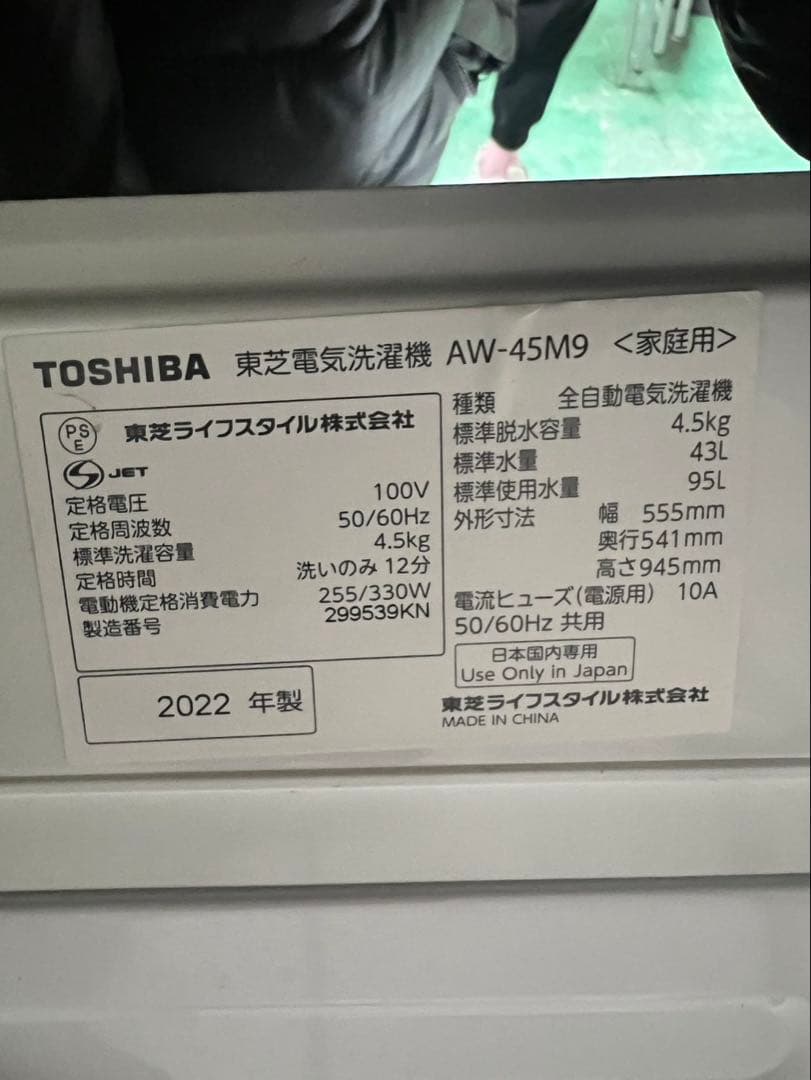 TOSHIBA 東芝電気洗濯機 AW-45M9 <家庭用>
PSE 東芝ライフスタイル株式会社
S JET
定格電圧 100V
定格周波数 50/60Hz
標準洗濯容量 4.5kg
定格時間 洗いのみ 12分
電動機定格消費電力 255/330W
製造番号 299539KN
2022 年製
種類 全自動電気洗濯機
標準脱水容量 4.5kg
標準水量 43L
標準使用水量 95L
外形寸法 幅 555mm
奥行541mm
高さ945mm
電流ヒューズ(電源用) 10A
50/60Hz 共用
日本国内専用
Use Only in Japan
東芝ライフスタイル株式会社
MADE IN CHINA